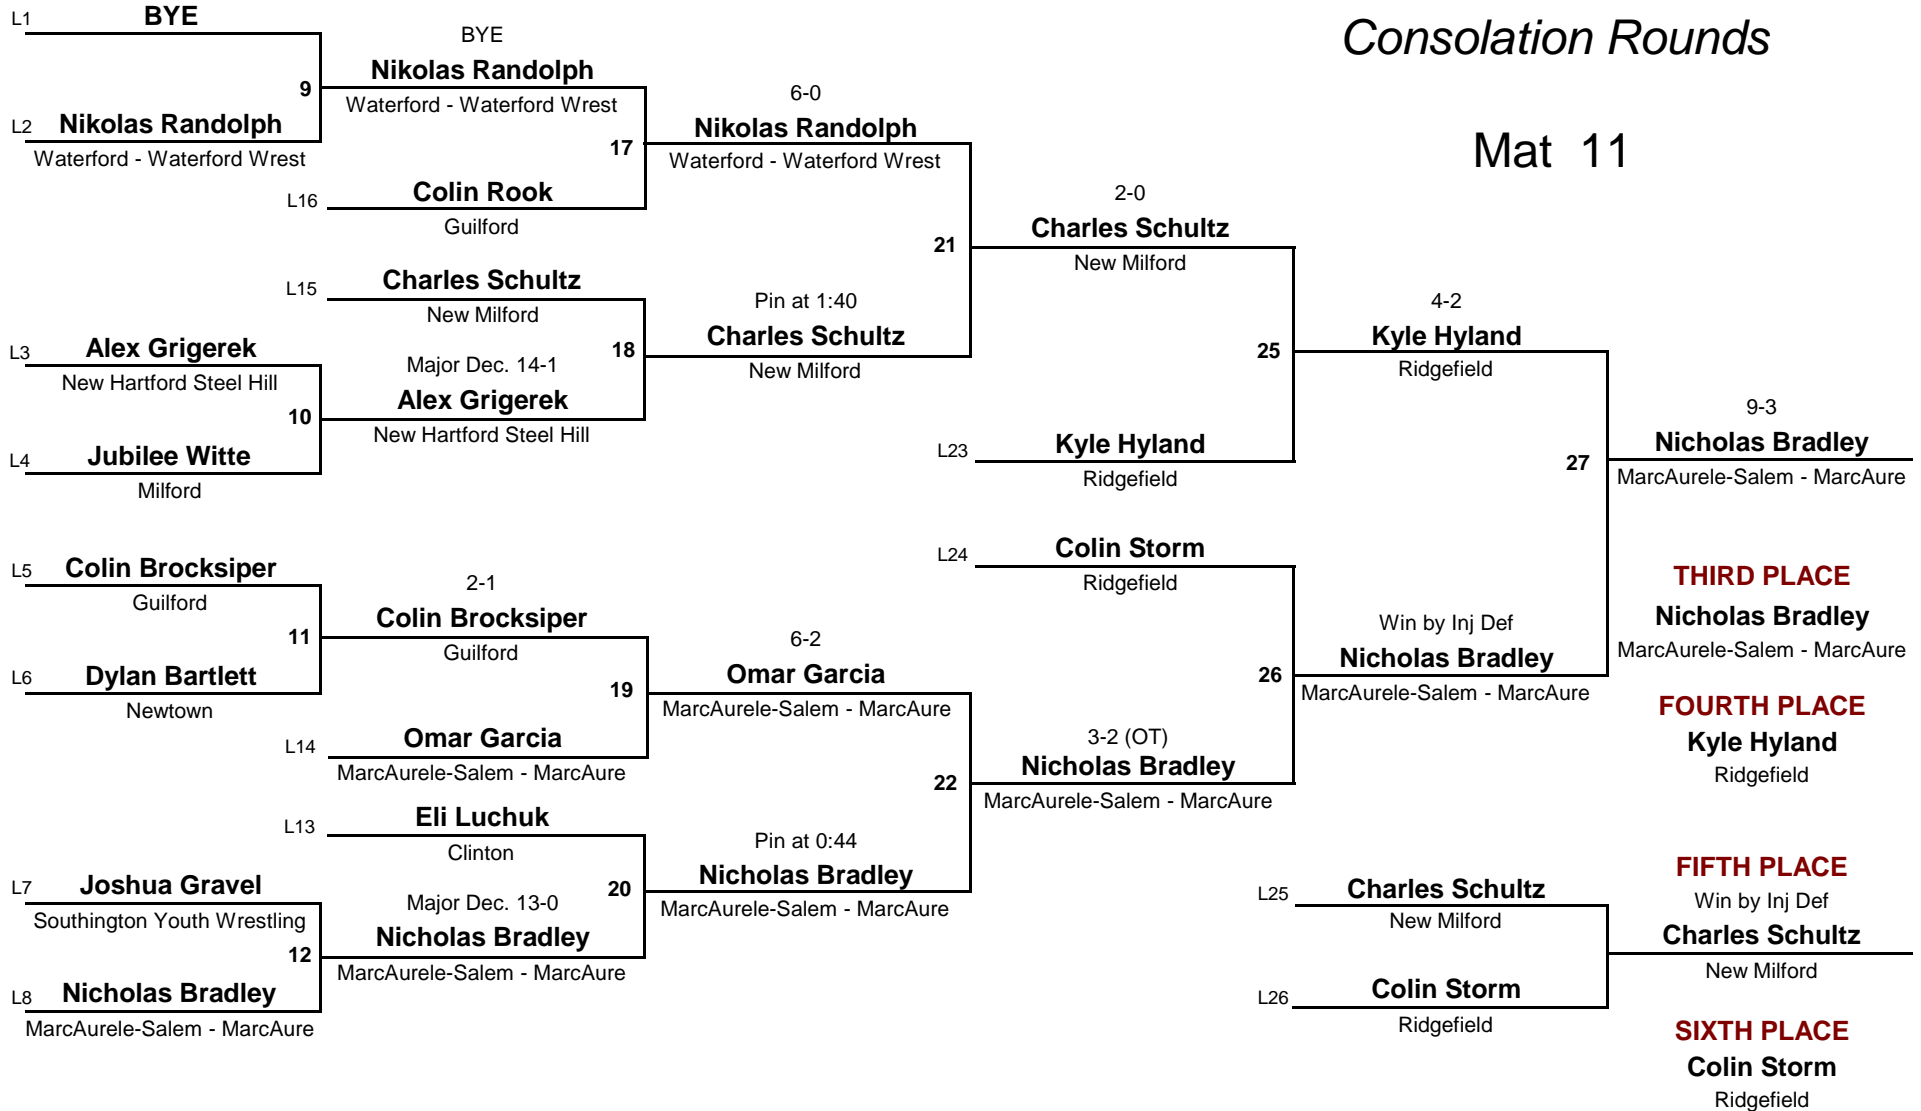 Consolation Rounds
Mat 11
L1 BYE
L2 Nikolas Randolph
Waterford - Waterford Wrest
9
BYE
Nikolas Randolph
Waterford - Waterford Wrest
L16 Colin Rook
Guilford
17
6-0
Nikolas Randolph
Waterford - Waterford Wrest
L15 Charles Schultz
New Milford
L3 Alex Grigerek
New Hartford Steel Hill
L4 Jubilee Witte
Milford
10
Major Dec. 14-1
Alex Grigerek
New Hartford Steel Hill
18
Pin at 1:40
Charles Schultz
New Milford
21
2-0
Charles Schultz
New Milford
L23 Kyle Hyland
Ridgefield
25
4-2
Kyle Hyland
Ridgefield
L5 Colin Brocksiper
Guilford
L6 Dylan Bartlett
Newtown
11
2-1
Colin Brocksiper
Guilford
L14 Omar Garcia
MarcAurele-Salem - MarcAure
19
6-2
Omar Garcia
MarcAurele-Salem - MarcAure
L13 Eli Luchuk
Clinton
L7 Joshua Gravel
Southington Youth Wrestling
L8 Nicholas Bradley
MarcAurele-Salem - MarcAure
12
Major Dec. 13-0
Nicholas Bradley
MarcAurele-Salem - MarcAure
20
Pin at 0:44
Nicholas Bradley
MarcAurele-Salem - MarcAure
22
3-2 (OT)
Nicholas Bradley
MarcAurele-Salem - MarcAure
L24 Colin Storm
Ridgefield
26
Win by Inj Def
Nicholas Bradley
MarcAurele-Salem - MarcAure
27
9-3
Nicholas Bradley
MarcAurele-Salem - MarcAure
THIRD PLACE
Nicholas Bradley
MarcAurele-Salem - MarcAure
FOURTH PLACE
Kyle Hyland
Ridgefield
L25 Charles Schultz
New Milford
L26 Colin Storm
Ridgefield
FIFTH PLACE
Win by Inj Def
Charles Schultz
New Milford
SIXTH PLACE
Colin Storm
Ridgefield